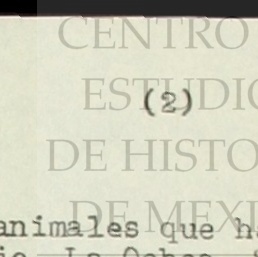 CENTRO
ESTUDIO
(2)
DE HISTO
DE MEXI
animales que ha